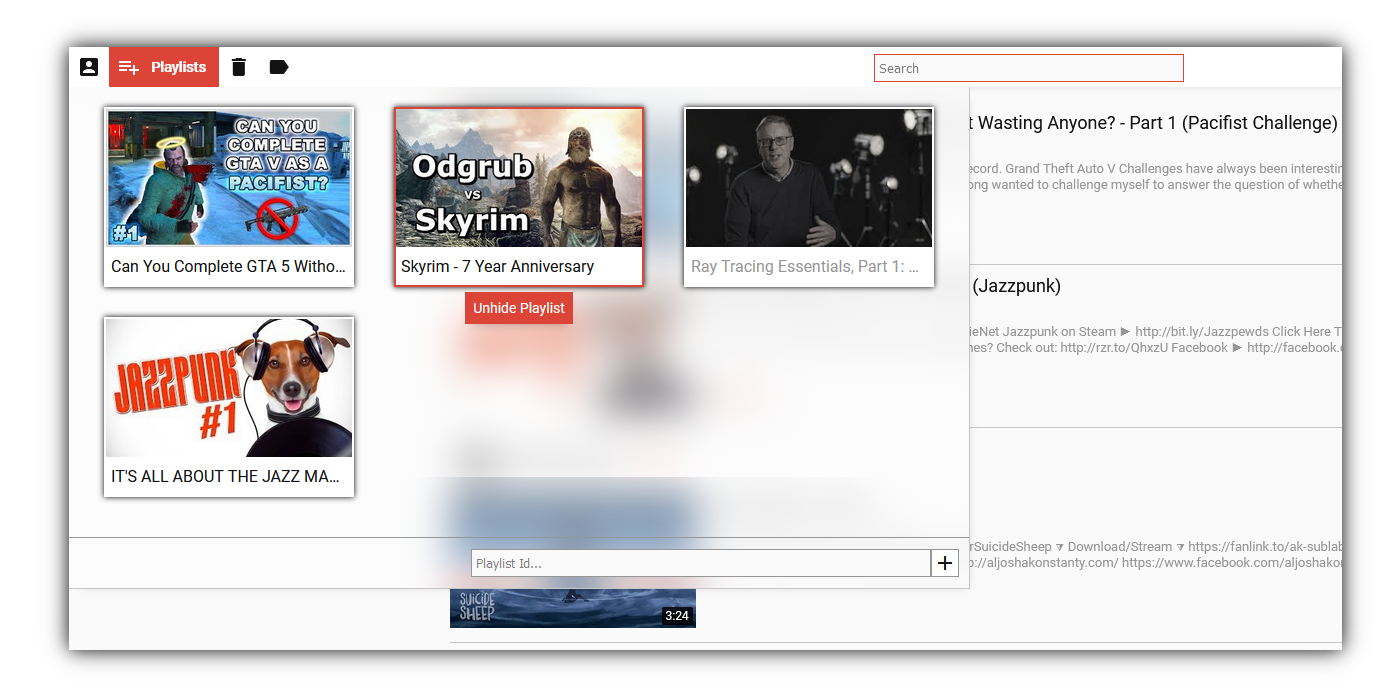 Playlists
Search
CAN YOU
COMPLETE
GTA V AS A
PACIFIST?
#1
Can You Complete GTA 5 Witho...
Odgrub
vs
Skyrim
Skyrim - 7 Year Anniversary
Unhide Playlist
Ray Tracing Essentials, Part 1: ...
JAZZPUNK
#1
IT'S ALL ABOUT THE JAZZ MA...
t Wasting Anyone? - Part 1 (Pacifist Challenge)
ecord. Grand Theft Auto V Challenges have always been interestin
ong wanted to challenge myself to answer the question of whethe
(Jazzpunk)
ieNet Jazzpunk on Steam ► http://bit.ly/Jazzpewds Click Here T
nes? Check out: http://rzr.to/QhxzU Facebook ► http://facebook.c
rSuicideSheep ⍒ Download/Stream ⍒ https://fanlink.to/ak-sublab
p://aljoshakonstanty.com/ https://www.facebook.com/aljoshakon
Playlist Id...
+
SUICIDE
SHEEP
3:24